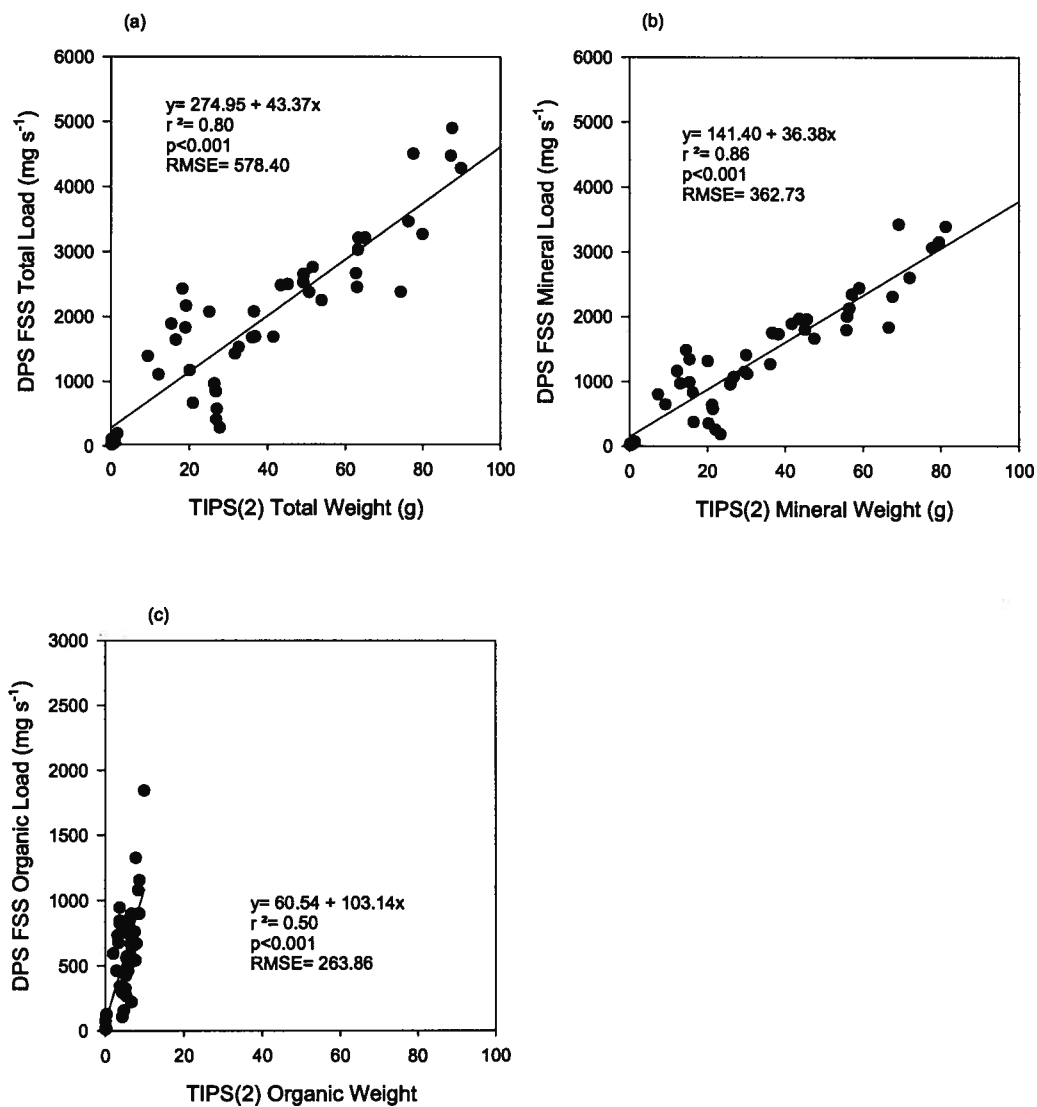 (a)
6000
5000
4000
3000
2000
1000
0
DPS FSS Total Load (mg s⁻¹)
y= 274.95 + 43.37x
r ²= 0.80
p<0.001
RMSE= 578.40
0 20 40 60 80 100
TIPS(2) Total Weight (g)
(b)
6000
5000
4000
3000
2000
1000
0
DPS FSS Mineral Load (mg s⁻¹)
y= 141.40 + 36.38x
r ²= 0.86
p<0.001
RMSE= 362.73
0 20 40 60 80 100
TIPS(2) Mineral Weight (g)
(c)
3000
2500
2000
1500
1000
500
0
DPS FSS Organic Load (mg s⁻¹)
y= 60.54 + 103.14x
r ²= 0.50
p<0.001
RMSE= 263.86
0 20 40 60 80 100
TIPS(2) Organic Weight